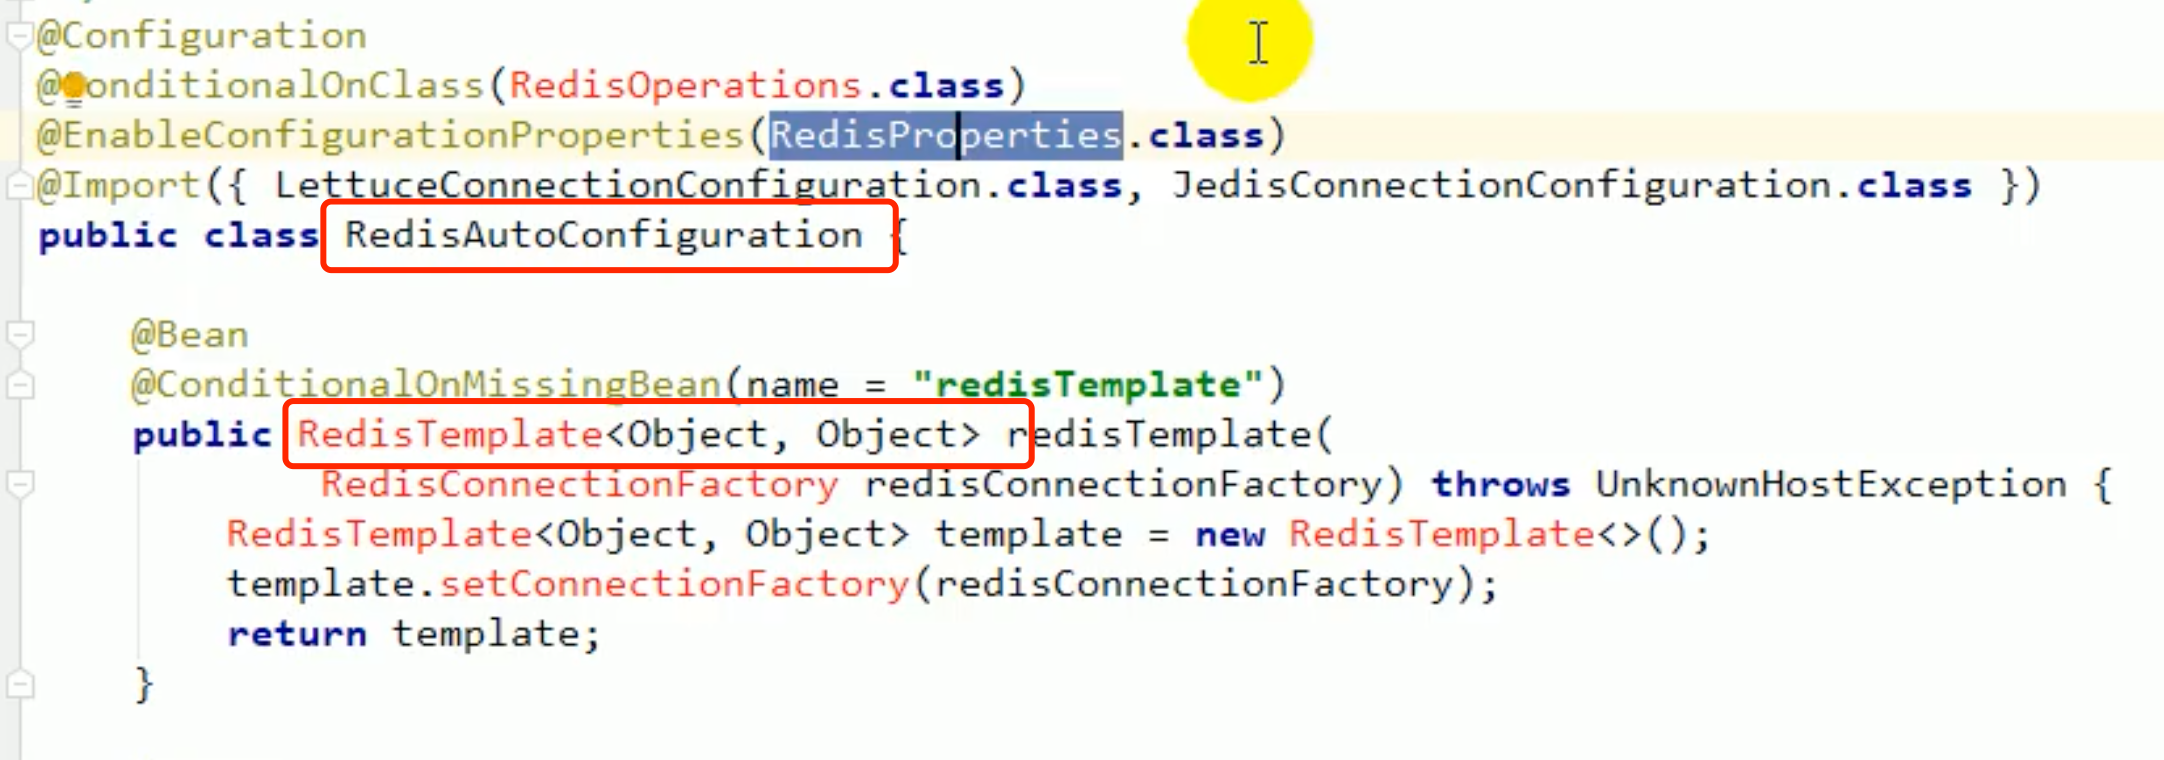 @Configuration
@ConditionalOnClass(RedisOperations.class)
@EnableConfigurationProperties(RedisProperties.class)
@Import({ LettuceConnectionConfiguration.class, JedisConnectionConfiguration.class })
public class RedisAutoConfiguration {
@Bean
@ConditionalOnMissingBean(name = "redisTemplate")
public RedisTemplate<Object, Object> redisTemplate(
RedisConnectionFactory redisConnectionFactory) throws UnknownHostException {
RedisTemplate<Object, Object> template = new RedisTemplate<>();
template.setConnectionFactory(redisConnectionFactory);
return template;
}